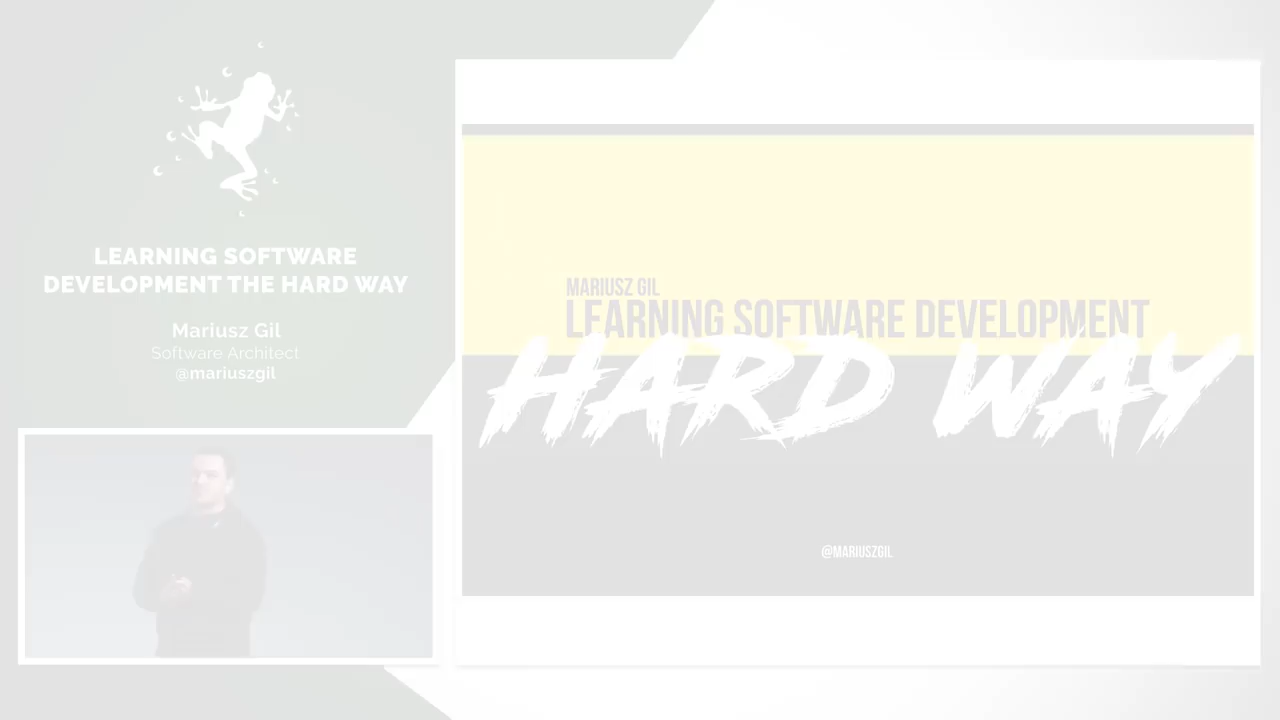 LEARNING SOFTWARE
DEVELOPMENT THE HARD WAY
Mariusz Gil
Software Architect
@mariuszgil
MARIUSZ GIL
LEARNING SOFTWARE DEVELOPMENT
HARD WAY
@MARIUSZGIL